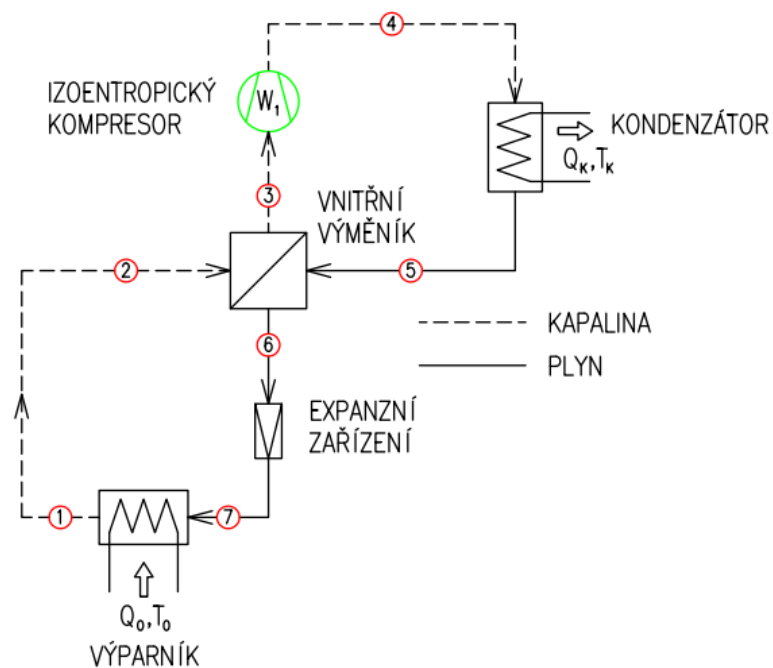 4
IZOENTROPICKÝ
KOMPRESOR
W₁
KONDENZÁTOR
Qₖ,Tₖ
3
VNITŘNÍ
VÝMĚNÍK
2
5
6
KAPALINA
PLYN
EXPANZNÍ
ZAŘÍZENÍ
1
7
Q₀,T₀
VÝPARNÍK